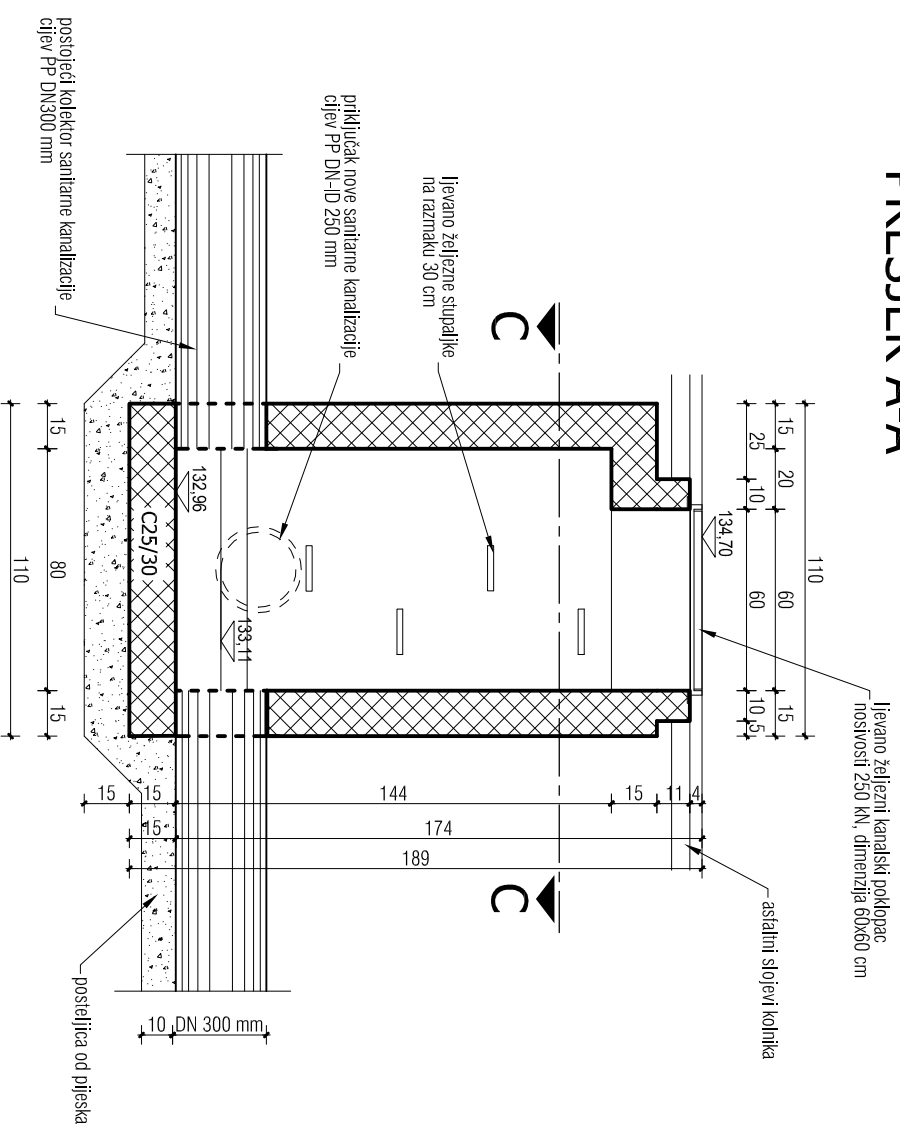 PRESJEK A-A
ljevano željezni kanalski poklopac
nosivosti 250 kN, dimenzija 60x60 cm
asfaltni slojevi kolnika
110
15 20 60 15
25 10 60 10 5
134,70
ljevano željezne stupaljke
na razmaku 30 cm
C
C
priključak nove sanitarne kanalizacije
cijev PP DN-ID 250 mm
postojeći kolektor sanitarne kanalizacije
cijev PP DN300 mm
132,96
133,11
C25/30
15 80 15
110
15 15 144 15 11 4
15 174
189
10 DN 300 mm
posteljica od pijeska